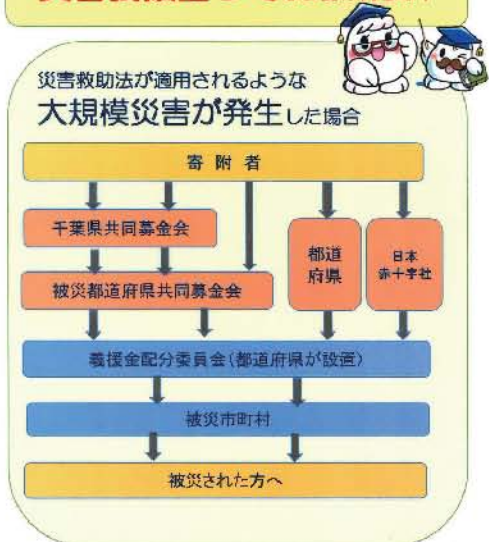 災害救助法が適用されるような
大規模災害が発生した場合
寄附者
千葉県共同募金会
都道
府県
日本
赤十字社
被災都道府県共同募金会
義援金配分委員会(都道府県が設置)
被災市町村
被災された方へ